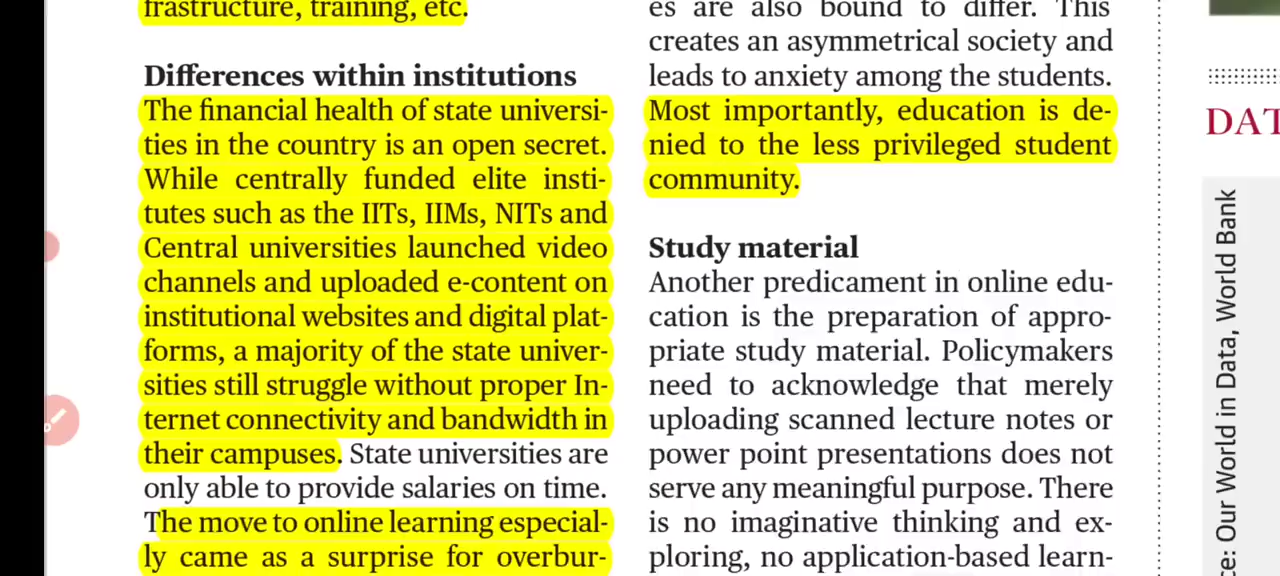 frastructure, training, etc.
Differences within institutions
The financial health of state universi-
ties in the country is an open secret.
While centrally funded elite insti-
tutes such as the IITs, IIMs, NITs and
Central universities launched video
channels and uploaded e-content on
institutional websites and digital plat-
forms, a majority of the state univer-
sities still struggle without proper In-
ternet connectivity and bandwidth in
their campuses. State universities are
only able to provide salaries on time.
The move to online learning especial-
ly came as a surprise for overbur-
es are also bound to differ. This
creates an asymmetrical society and
leads to anxiety among the students.
Most importantly, education is de-
nied to the less privileged student
community.
Study material
Another predicament in online edu-
cation is the preparation of appro-
priate study material. Policymakers
need to acknowledge that merely
uploading scanned lecture notes or
power point presentations does not
serve any meaningful purpose. There
is no imaginative thinking and ex-
ploring, no application-based learn-
DAT
ce: Our World in Data, World Bank